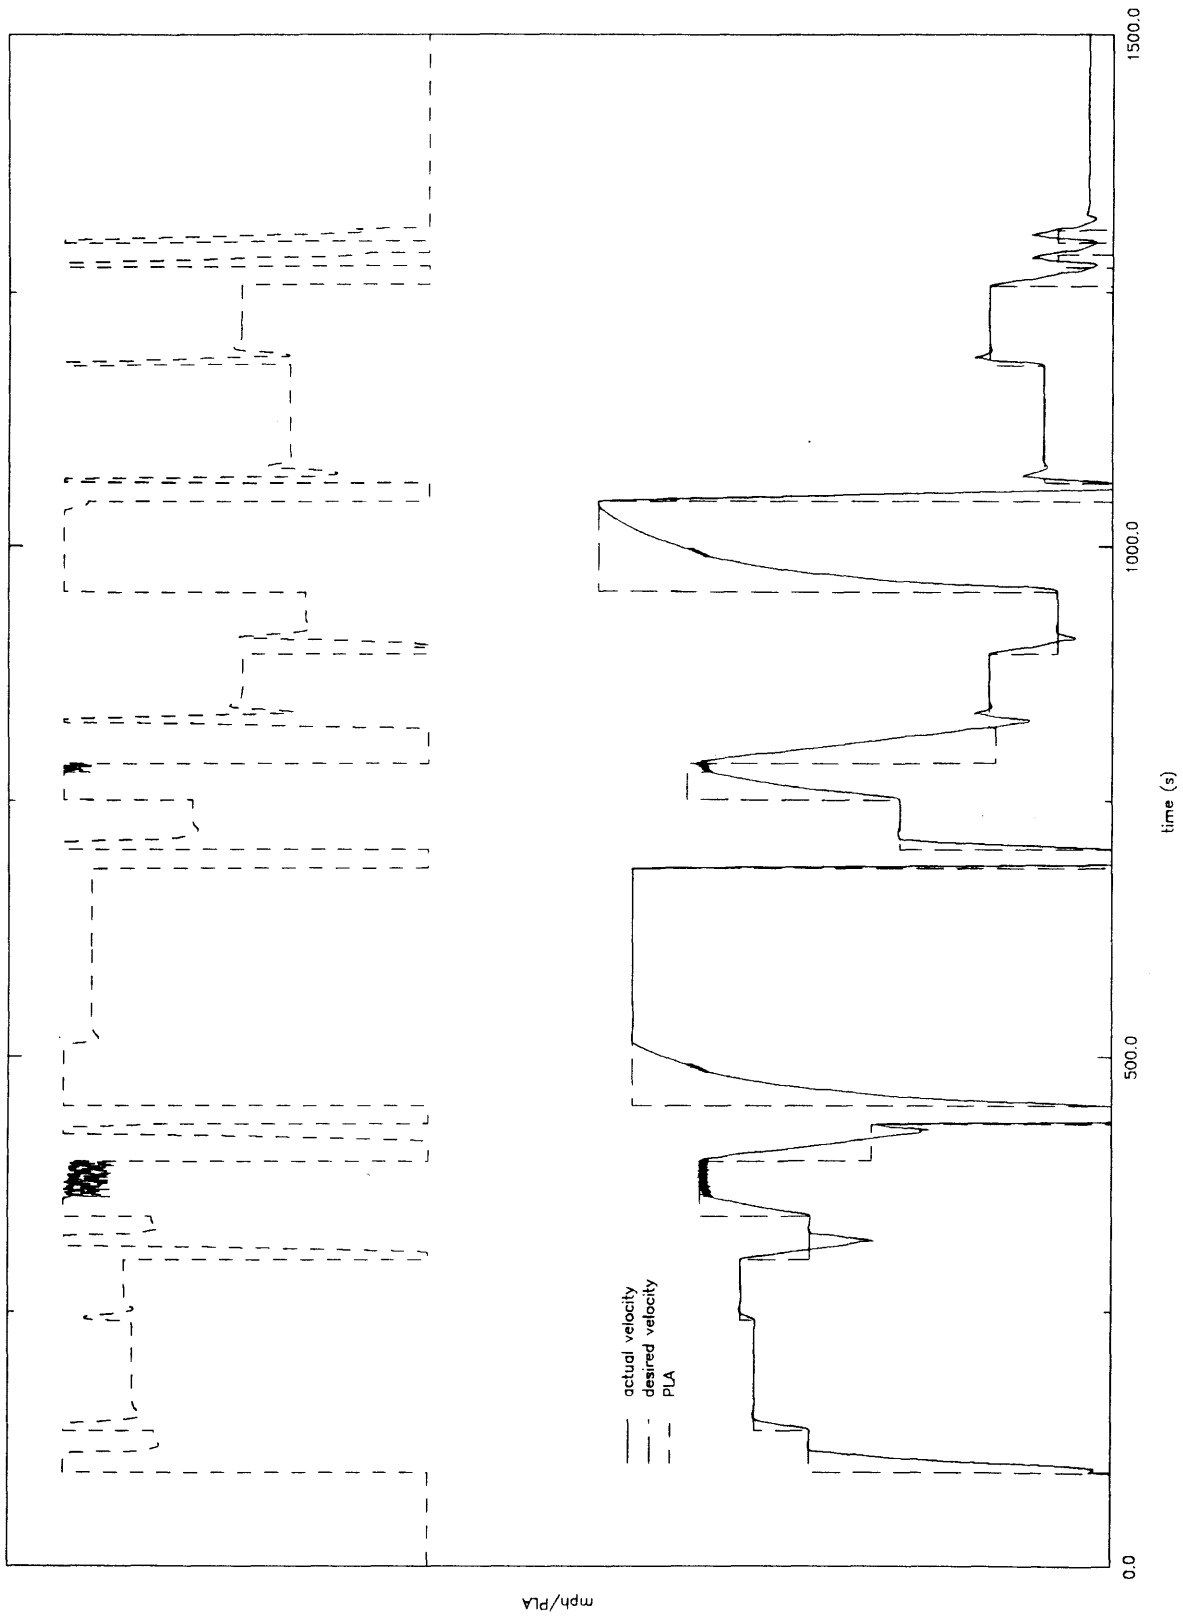 mph/PLA
actual velocity
desired velocity
PLA
0.0
500.0
1000.0
1500.0
time (s)